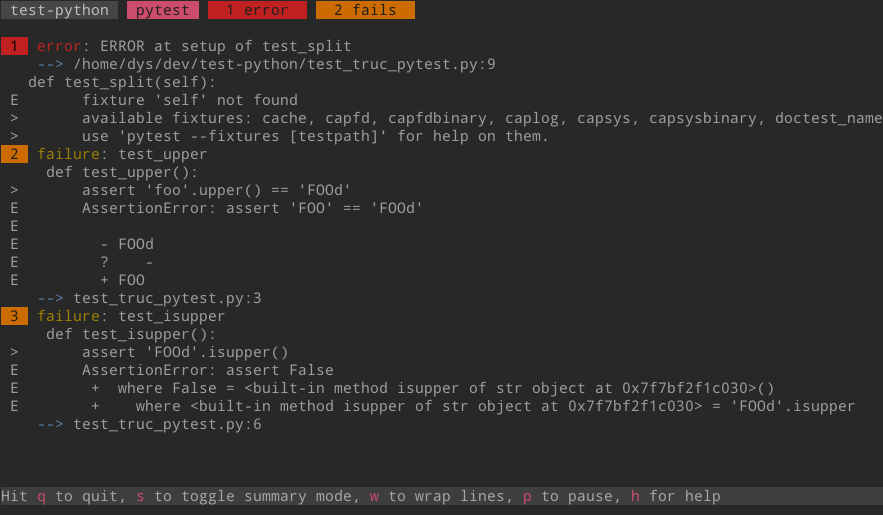 test-python pytest 1 error 2 fails
1 error: ERROR at setup of test_split
--> /home/dys/dev/test-python/test_truc_pytest.py:9
def test_split(self):
E fixture 'self' not found
> available fixtures: cache, capfd, capfdbinary, caplog, capsys, capsysbinary, doctest_name
> use 'pytest --fixtures [testpath]' for help on them.
2 failure: test_upper
def test_upper():
> assert 'foo'.upper() == 'FOOd'
E AssertionError: assert 'FOO' == 'FOOd'
E
E - FOOd
E ? -
E + FOO
--> test_truc_pytest.py:3
3 failure: test_isupper
def test_isupper():
> assert 'FOOd'.isupper()
E AssertionError: assert False
E + where False = <built-in method isupper of str object at 0x7f7bf2f1c030>()
E + where <built-in method isupper of str object at 0x7f7bf2f1c030> = 'FOOd'.isupper
--> test_truc_pytest.py:6
Hit q to quit, s to toggle summary mode, w to wrap lines, p to pause, h for help